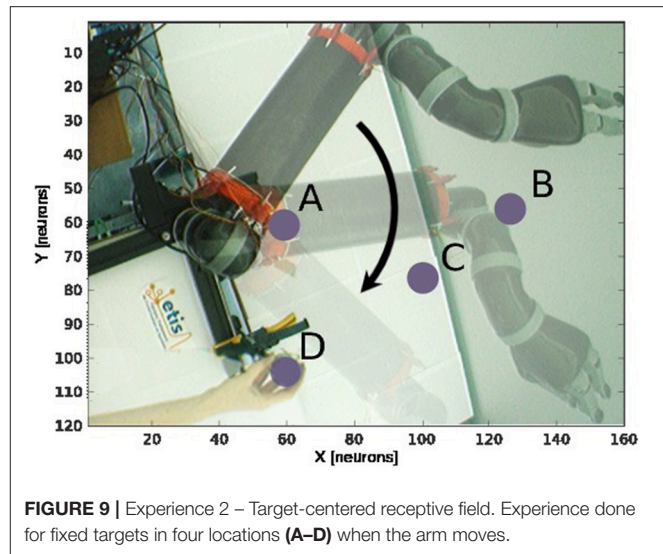 10
20
30
40
50
60
70
80
90
100
110
120
Y [neurons]
A
B
C
D
etis
20
40
60
80
100
120
140
160
X [neurons]
FIGURE 9 | Experience 2 – Target-centered receptive field. Experience done
for fixed targets in four locations (A–D) when the arm moves.